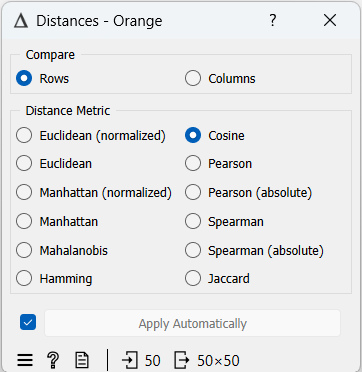 Distances - Orange ?
Compare
Rows Columns
Distance Metric
Euclidean (normalized) Cosine
Euclidean Pearson
Manhattan (normalized) Pearson (absolute)
Manhattan Spearman
Mahalanobis Spearman (absolute)
Hamming Jaccard
Apply Automatically
? 50 50×50